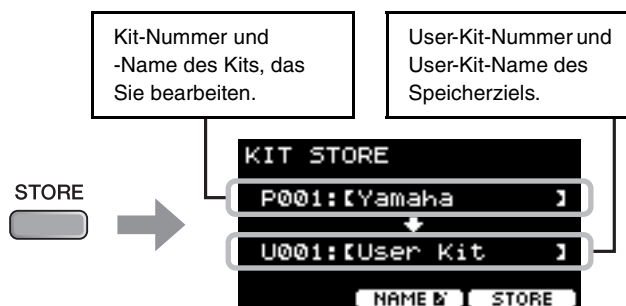 Kit-Nummer und
-Name des Kits, das
Sie bearbeiten.
User-Kit-Nummer und
User-Kit-Name des
Speicherziels.
STORE
KIT STORE
P001:[Yamaha ]
U001:[User Kit ]
NAME STORE